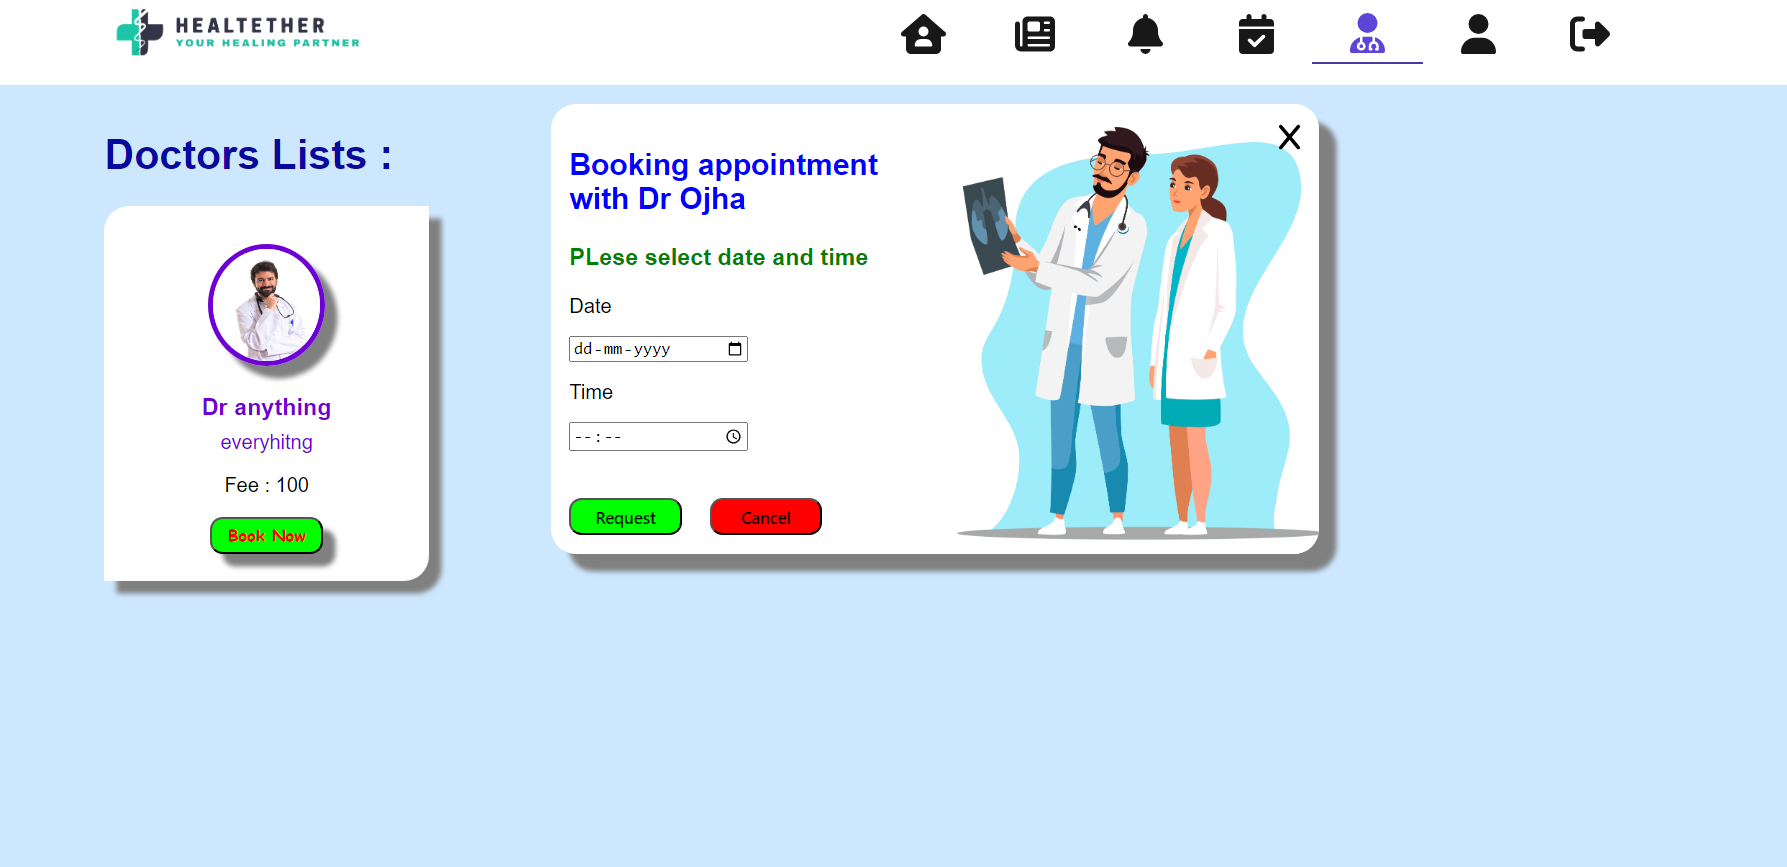 HEALTETHER
YOUR HEALING PARTNER
Doctors Lists :
Dr anything
everyhitng
Fee : 100
Book Now
Booking appointment
with Dr Ojha
PLese select date and time
Date
dd-mm-yyyy
Time
--:--
Request
Cancel
X